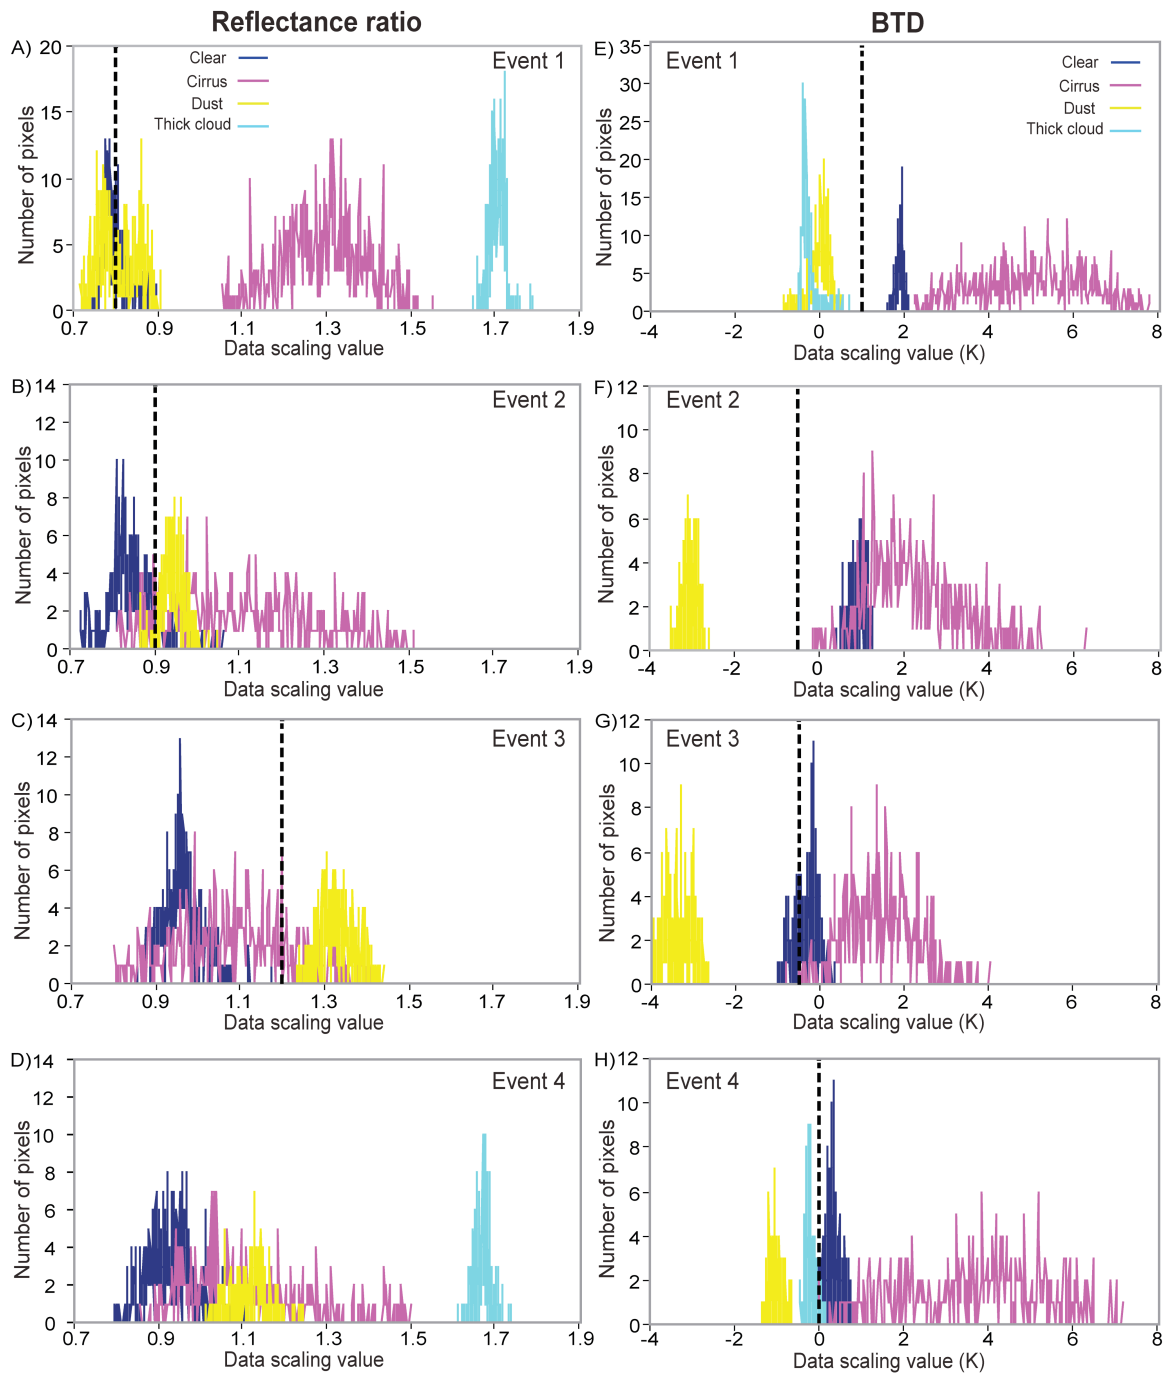 Reflectance ratio
BTD
A) 20 15 10 5 0
Number of pixels
Clear
Cirrus
Dust
Thick cloud
Event 1
0.7 0.9 1.1 1.3 1.5 1.7 1.9
Data scaling value
E) 35 30 25 20 15 10 5 0
Number of pixels
Event 1
Clear
Cirrus
Dust
Thick cloud
-4 -2 0 2 4 6 8
Data scaling value (K)
B) 14 12 10 8 6 4 2 0
Number of pixels
Event 2
0.7 0.9 1.1 1.3 1.5 1.7 1.9
Data scaling value
F) 12 10 8 6 4 2 0
Number of pixels
Event 2
-4 -2 0 2 4 6 8
Data scaling value (K)
C) 14 12 10 8 6 4 2 0
Number of pixels
Event 3
0.7 0.9 1.1 1.3 1.5 1.7 1.9
Data scaling value
G) 12 10 8 6 4 2 0
Number of pixels
Event 3
-4 -2 0 2 4 6 8
Data scaling value (K)
D) 14 12 10 8 6 4 2 0
Number of pixels
Event 4
0.7 0.9 1.1 1.3 1.5 1.7 1.9
Data scaling value
H) 12 10 8 6 4 2 0
Number of pixels
Event 4
-4 -2 0 2 4 6 8
Data scaling value (K)